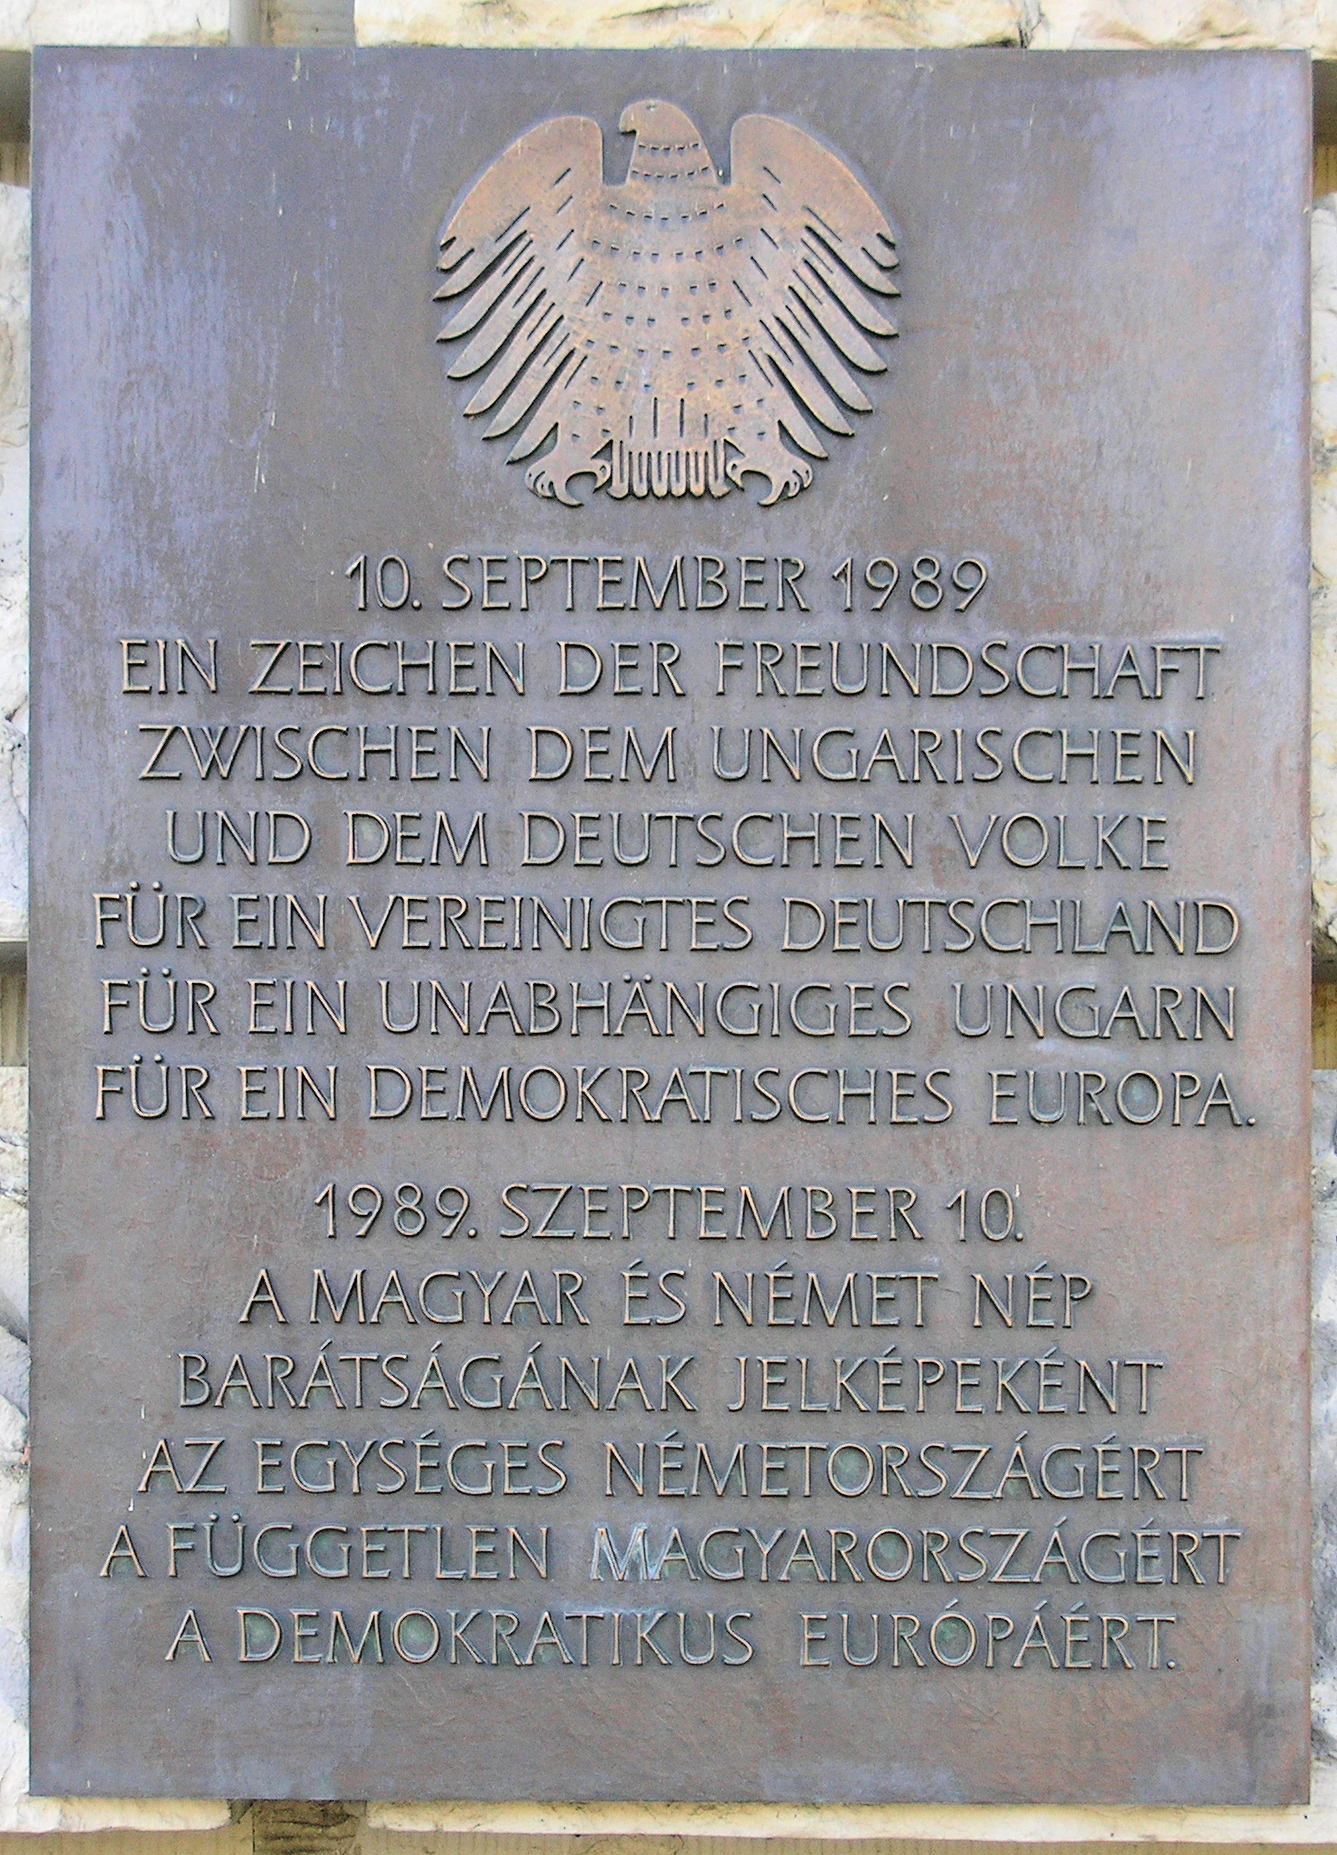 10. SEPTEMBER 1989
EIN ZEICHEN DER FREUNDSCHAFT
ZWISCHEN DEM UNGARISCHEN
UND DEM DEUTSCHEN VOLKE
FÜR EIN VEREINIGTES DEUTSCHLAND
FÜR EIN UNABHÄNGIGES UNGARN
FÜR EIN DEMOKRATISCHES EUROPA.
1989. SZEPTEMBER 10.
A MAGYAR ÉS NÉMET NÉP
BARÁTSÁGÁNAK JELKÉPEKÉNT
AZ EGYSÉGES NÉMETORSZÁGÉRT
A FÜGGETLEN MAGYARORSZÁGÉRT
A DEMOKRATIKUS EURÓPÁÉRT.